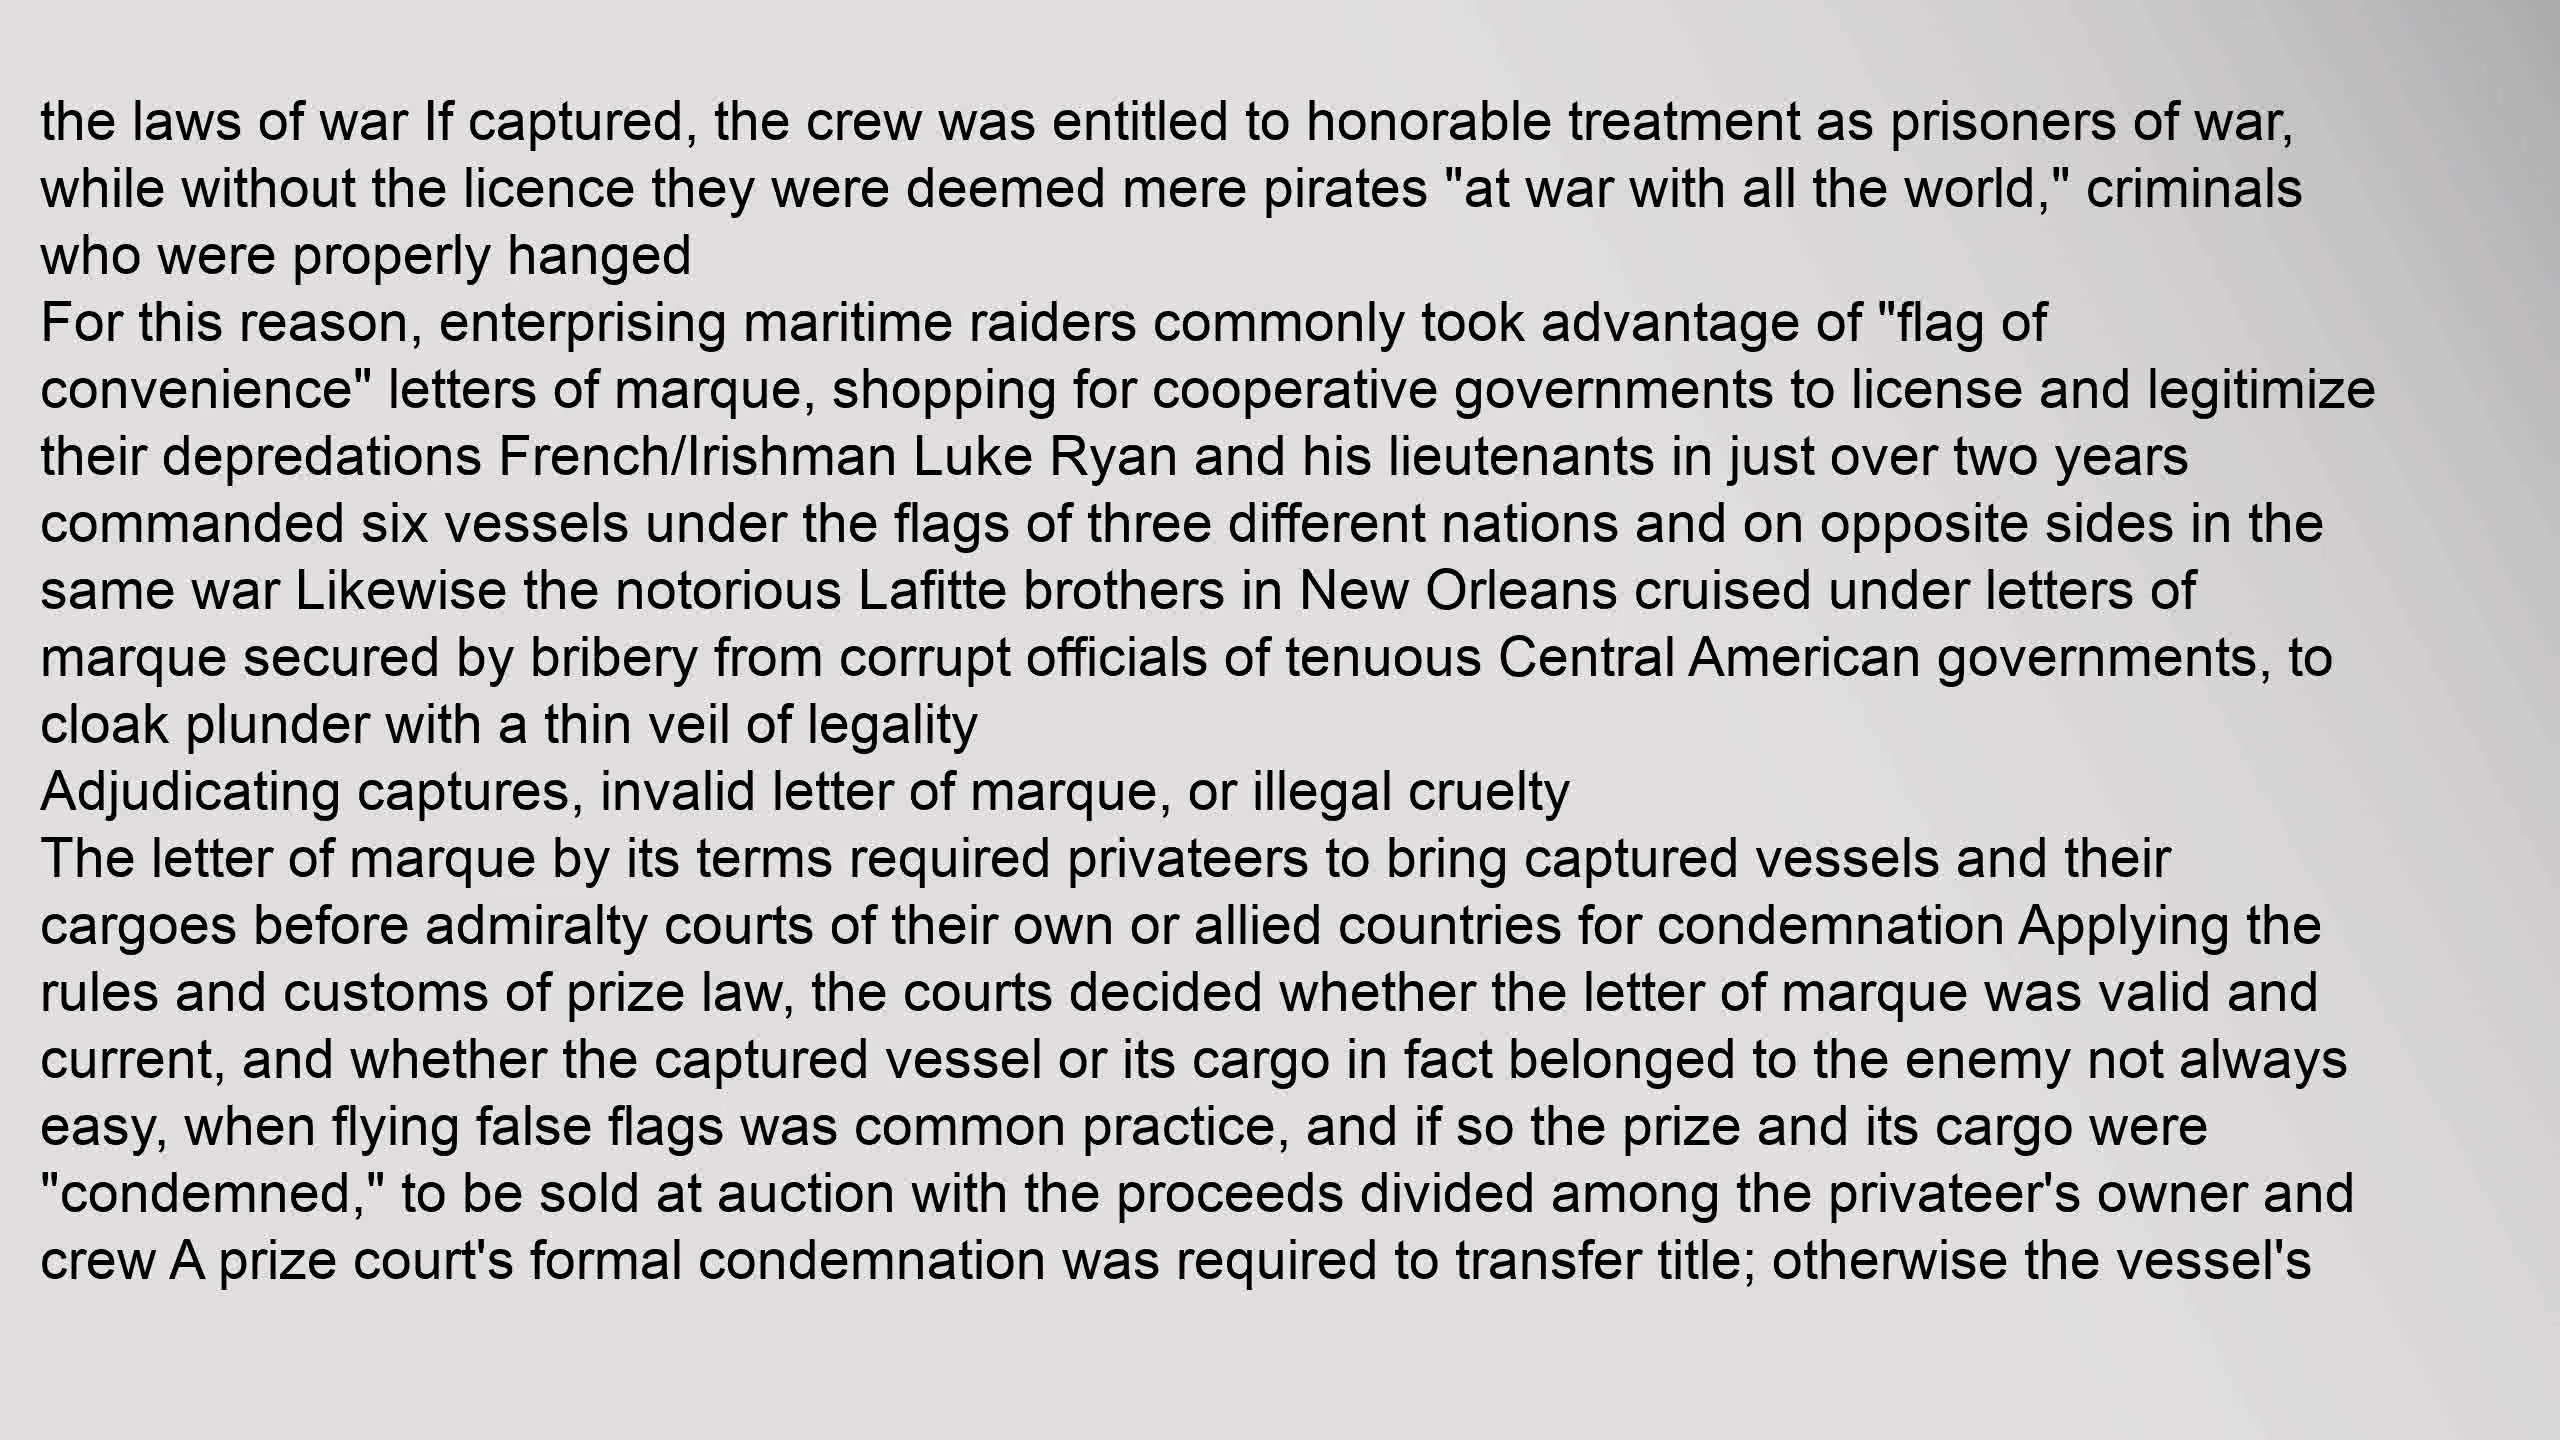 the laws of war If captured, the crew was entitled to honorable treatment as prisoners of war,
while without the licence they were deemed mere pirates "at war with all the world," criminals
who were properly hanged
For this reason, enterprising maritime raiders commonly took advantage of "flag of
convenience" letters of marque, shopping for cooperative governments to license and legitimize
their depredations French/Irishman Luke Ryan and his lieutenants in just over two years
commanded six vessels under the flags of three different nations and on opposite sides in the
same war Likewise the notorious Lafitte brothers in New Orleans cruised under letters of
marque secured by bribery from corrupt officials of tenuous Central American governments, to
cloak plunder with a thin veil of legality
Adjudicating captures, invalid letter of marque, or illegal cruelty
The letter of marque by its terms required privateers to bring captured vessels and their
cargoes before admiralty courts of their own or allied countries for condemnation Applying the
rules and customs of prize law, the courts decided whether the letter of marque was valid and
current, and whether the captured vessel or its cargo in fact belonged to the enemy not always
easy, when flying false flags was common practice, and if so the prize and its cargo were
"condemned," to be sold at auction with the proceeds divided among the privateer's owner and
crew A prize court's formal condemnation was required to transfer title; otherwise the vessel's